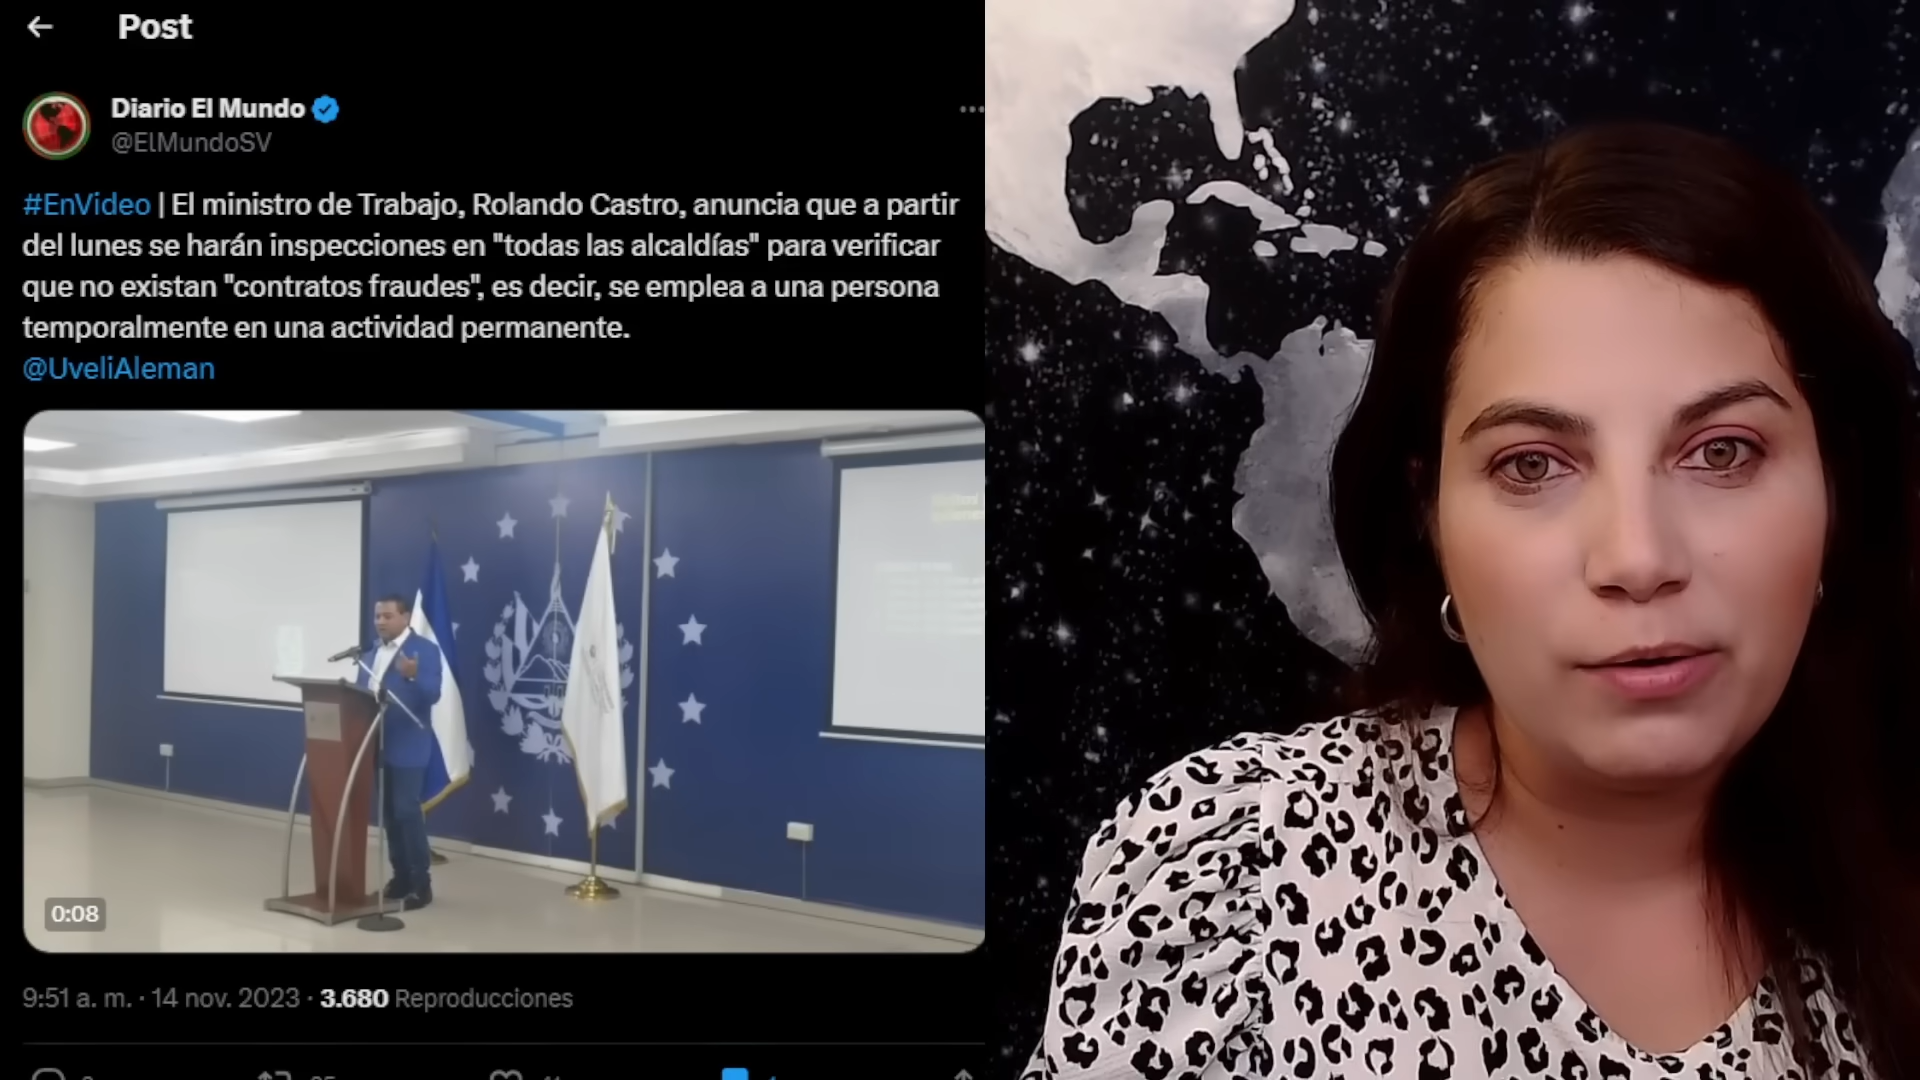 Post
Diario El Mundo
@ElMundoSV
#EnVideo | El ministro de Trabajo, Rolando Castro, anuncia que a partir
del lunes se harán inspecciones en "todas las alcaldías" para verificar
que no existan "contratos fraudes", es decir, se emplea a una persona
temporalmente en una actividad permanente.
@UveliAleman
0:08
9:51 a. m. · 14 nov. 2023 · 3.680 Reproducciones